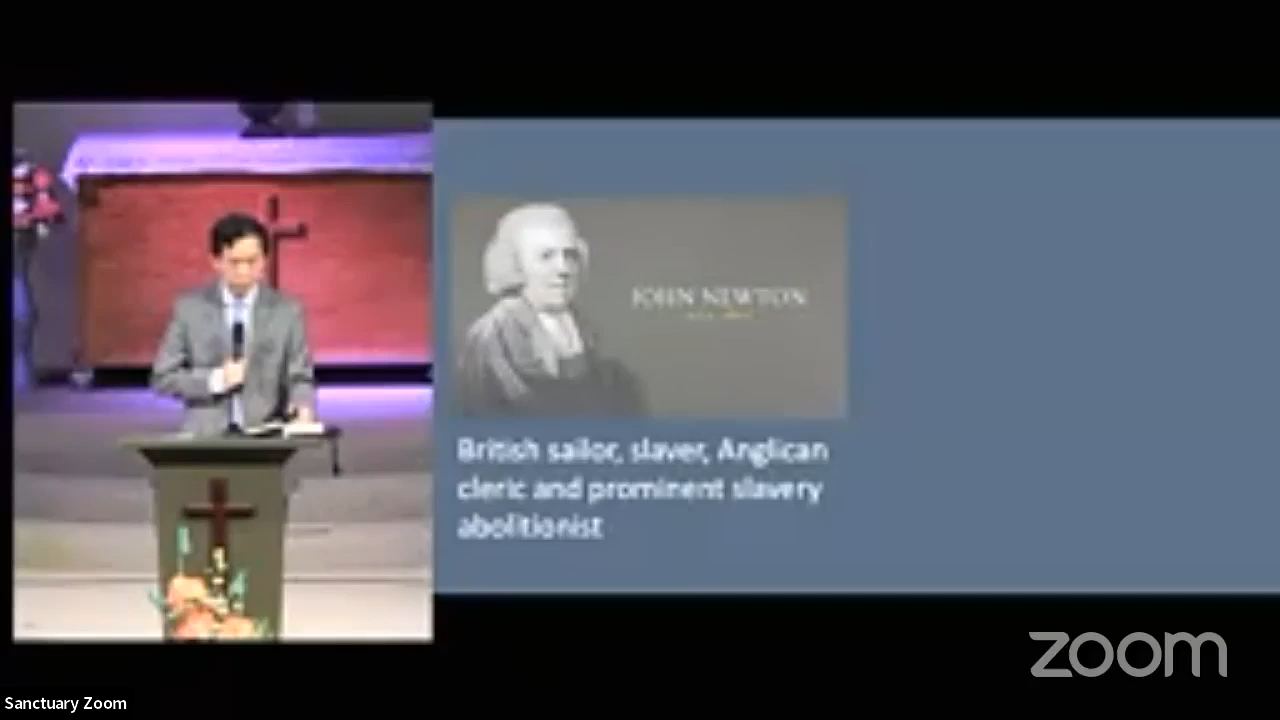 JOHN NEWTON
British sailor, slaver, Anglican
cleric and prominent slavery
abolitionist
zoom
Sanctuary Zoom